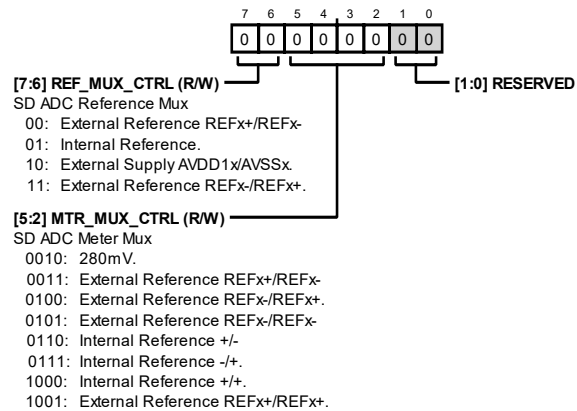 7 6 5 4 3 2 1 0
0 0 0 0 0 0 0 0
[7:6] REF_MUX_CTRL (R/W)
[1:0] RESERVED
SD ADC Reference Mux
00: External Reference REFx+/REFx-
01: Internal Reference.
10: External Supply AVDD1x/AVSSx.
11: External Reference REFx-/REFx+.
[5:2] MTR_MUX_CTRL (R/W)
SD ADC Meter Mux
0010: 280mV.
0011: External Reference REFx+/REFx-
0100: External Reference REFx-/REFx+.
0101: External Reference REFx-/REFx-
0110: Internal Reference +/-
0111: Internal Reference -/+.
1000: Internal Reference +/+.
1001: External Reference REFx+/REFx+.